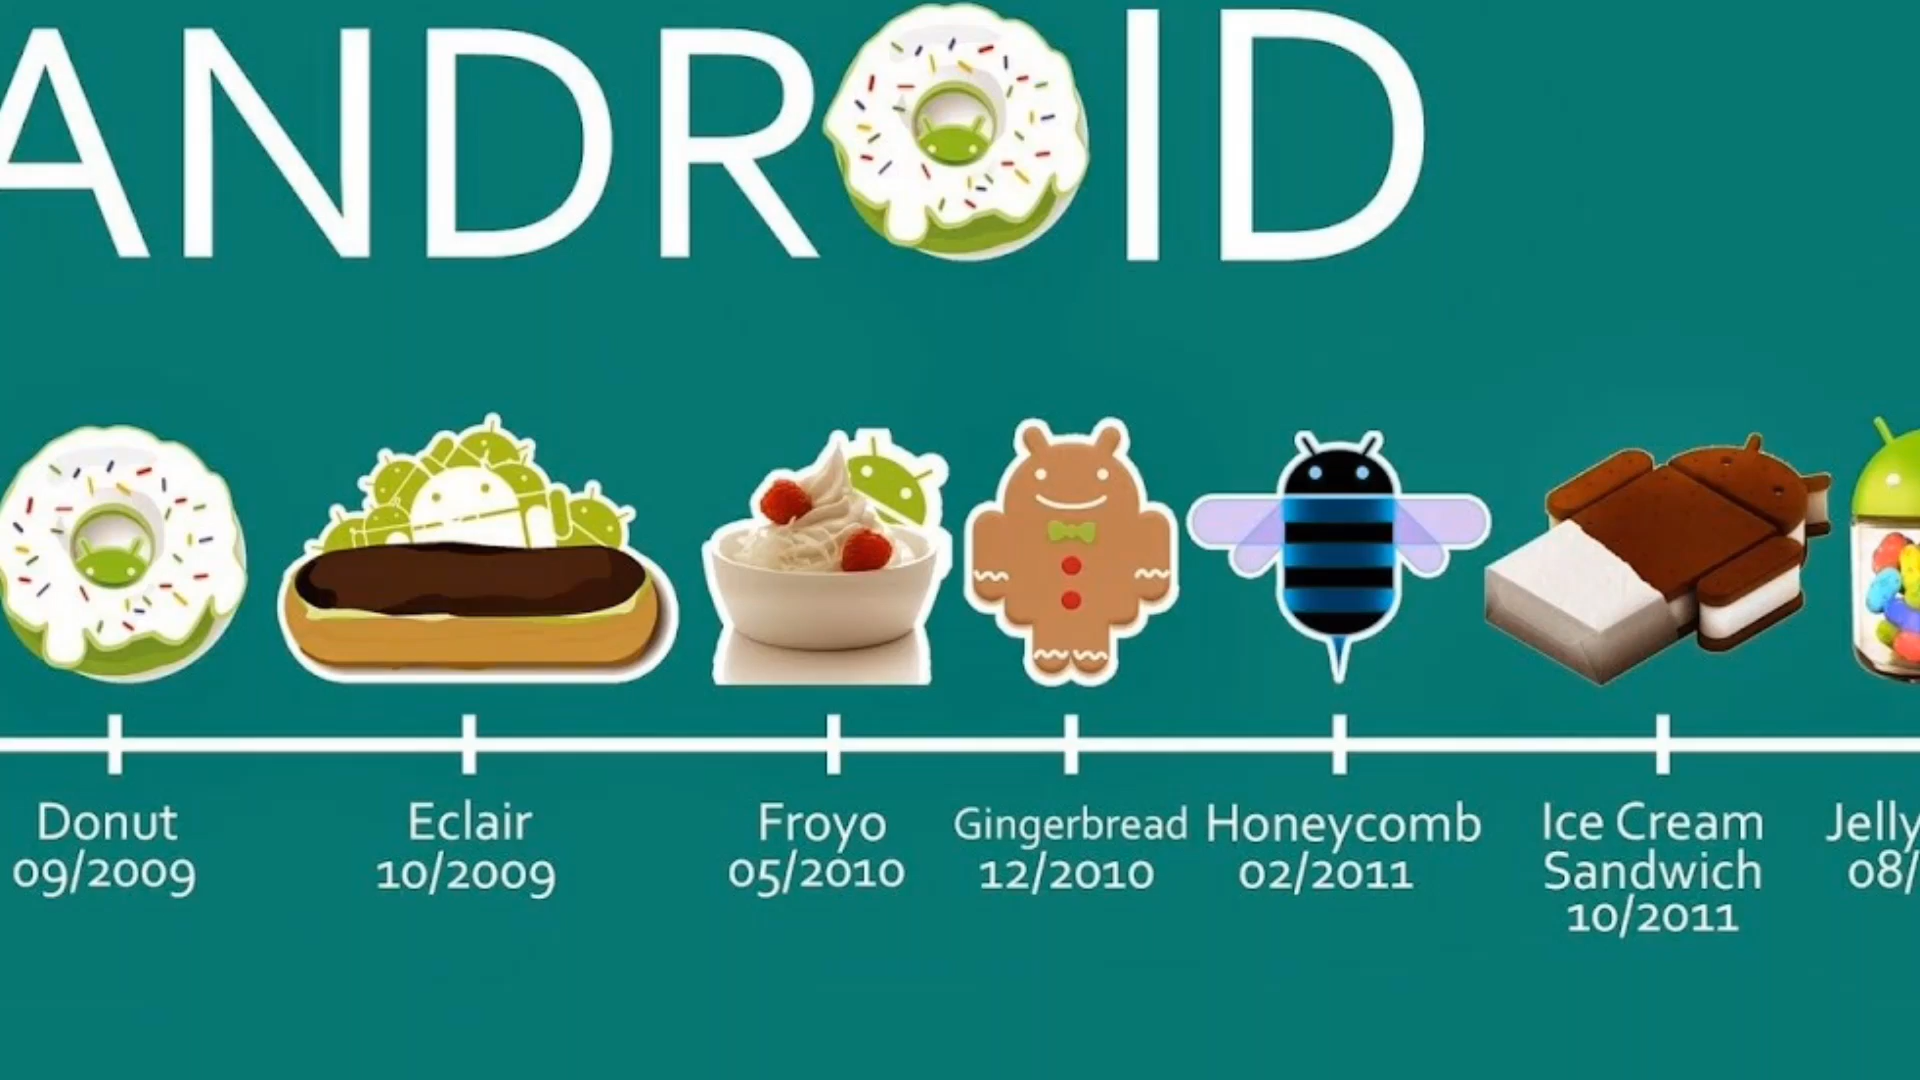 ANDROID
Donut
09/2009
Eclair
10/2009
Froyo
05/2010
Gingerbread
12/2010
Honeycomb
02/2011
Ice Cream
Sandwich
10/2011
Jelly
08/